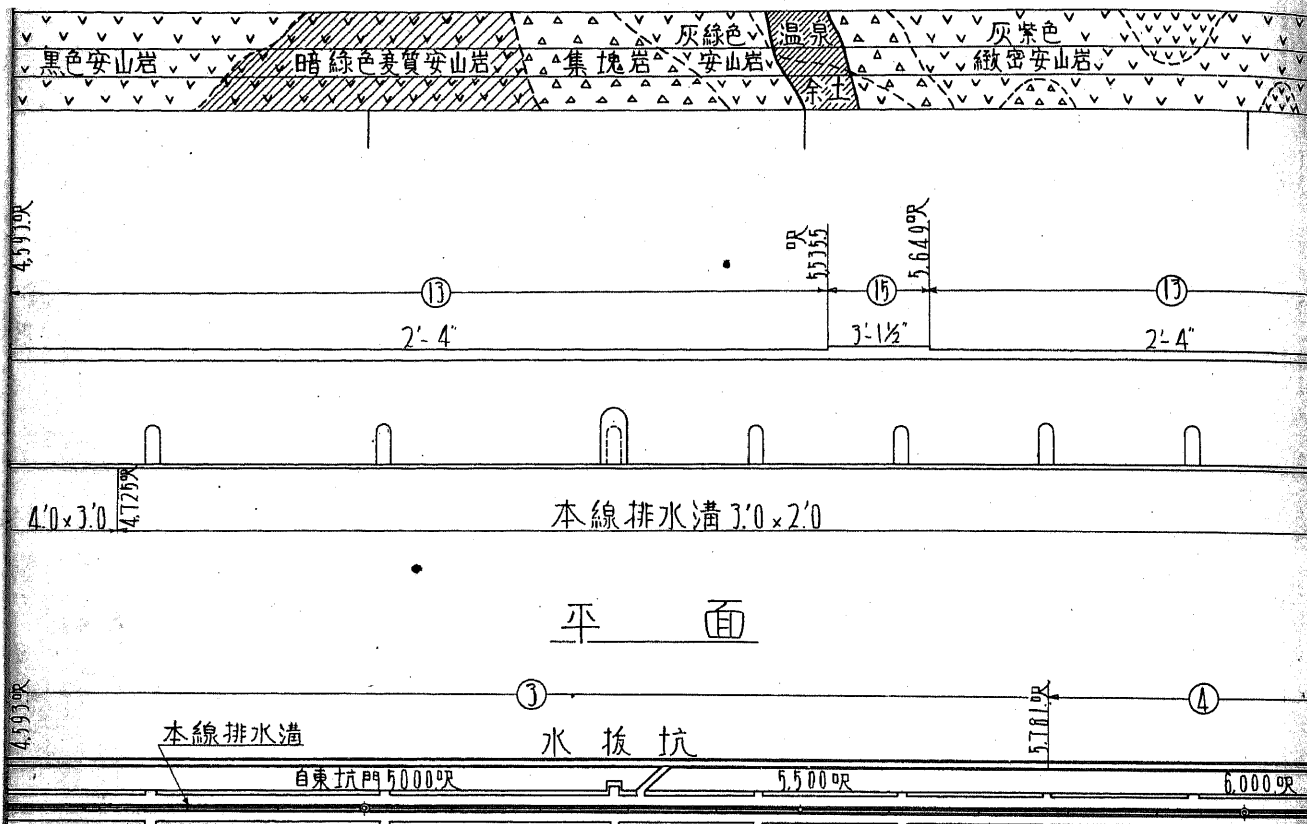 黒色安山岩
暗緑色変質安山岩
集塊岩
灰緑色
安山岩
温泉
余土
灰紫色
緻密安山岩
4,593呎
5535.5呎
5,649呎
⑬
⑮
⑬
2'-4"
3'-1½"
2'-4"
4'.0×3'.0
4,725呎
本線排水溝 3'.0×2'.0
平面
4,593呎
③
5,781呎
④
本線排水溝
水抜坑
自東坑門5000呎
5,500呎
6,000呎